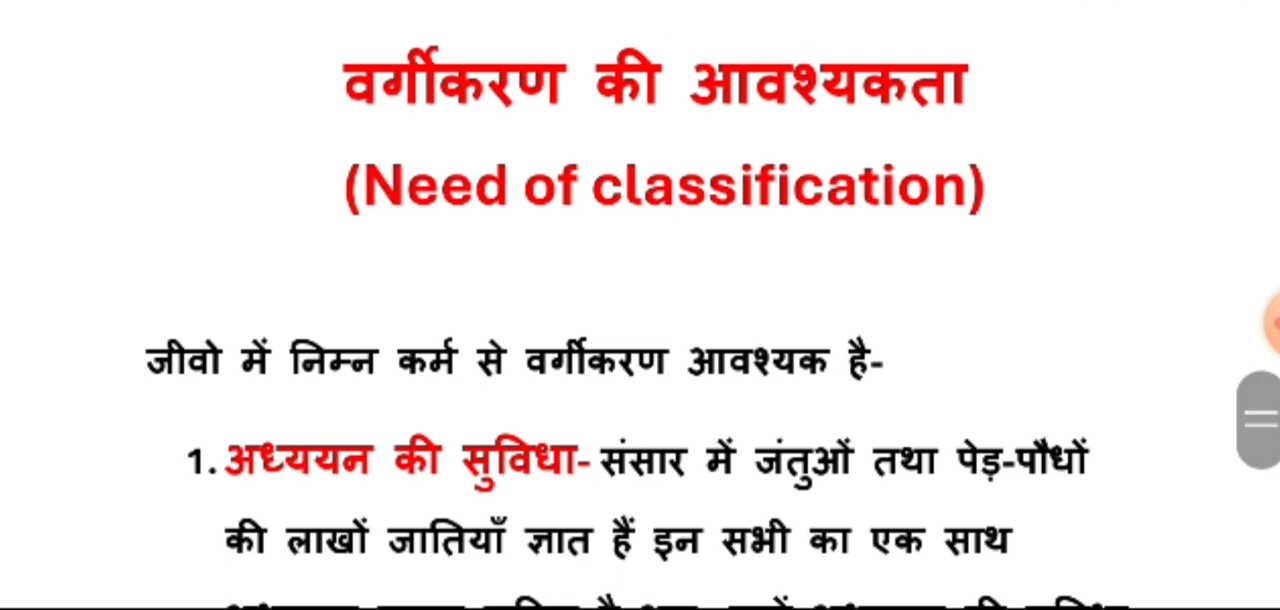 वर्गीकरण की आवश्यकता
(Need of classification)
जीवो में निम्न कर्म से वर्गीकरण आवश्यक है-
1. अध्ययन की सुविधा- संसार में जंतुओं तथा पेड़-पौधों
की लाखों जातियाँ ज्ञात हैं इन सभी का एक साथ